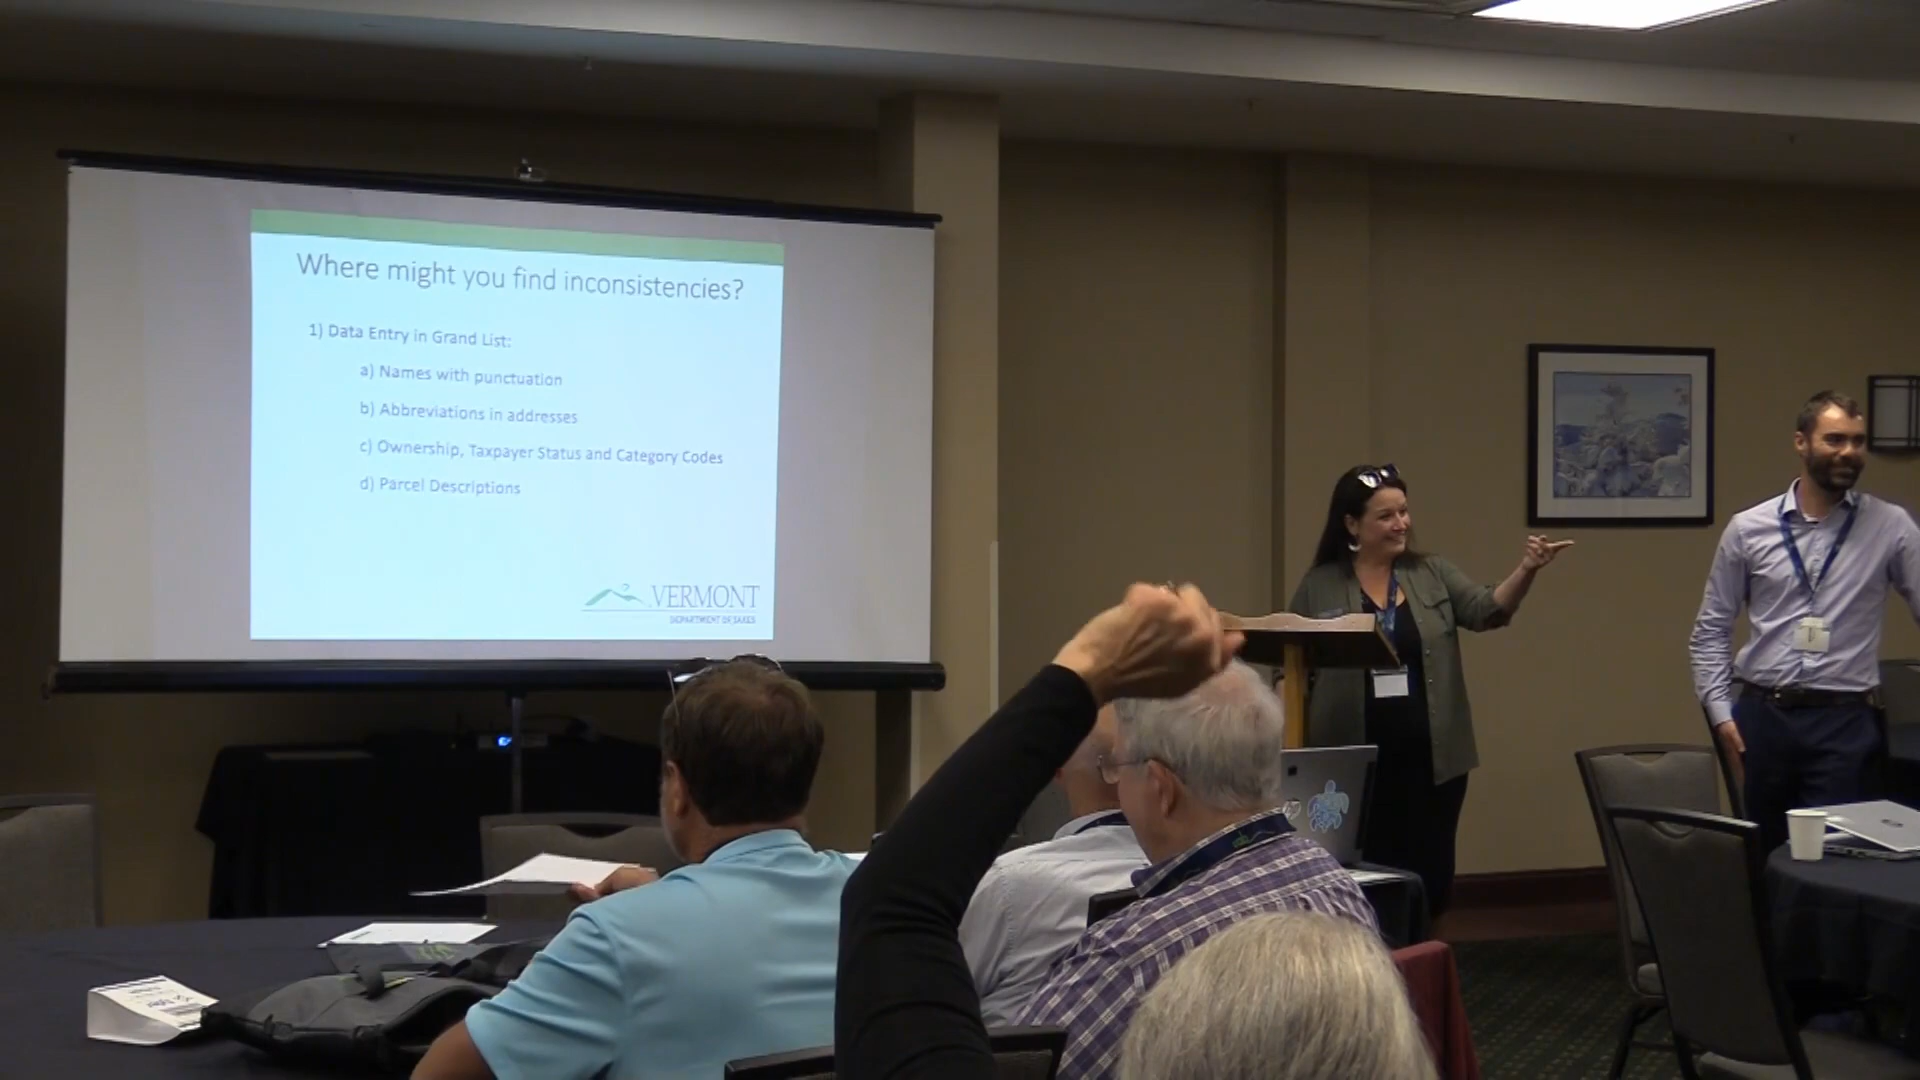 Where might you find inconsistencies?
1) Data Entry in Grand List:
a) Names with punctuation
b) Abbreviations in addresses
c) Ownership, Taxpayer Status and Category Codes
d) Parcel Descriptions
VERMONT
DEPARTMENT OF TAXES